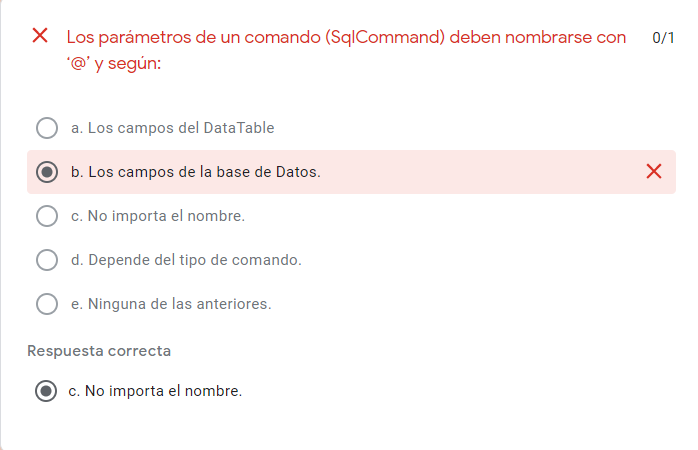 Los parámetros de un comando (SqlCommand) deben nombrarse con
‘@’ y según:
0/1
a. Los campos del DataTable
b. Los campos de la base de Datos.
c. No importa el nombre.
d. Depende del tipo de comando.
e. Ninguna de las anteriores.
Respuesta correcta
c. No importa el nombre.